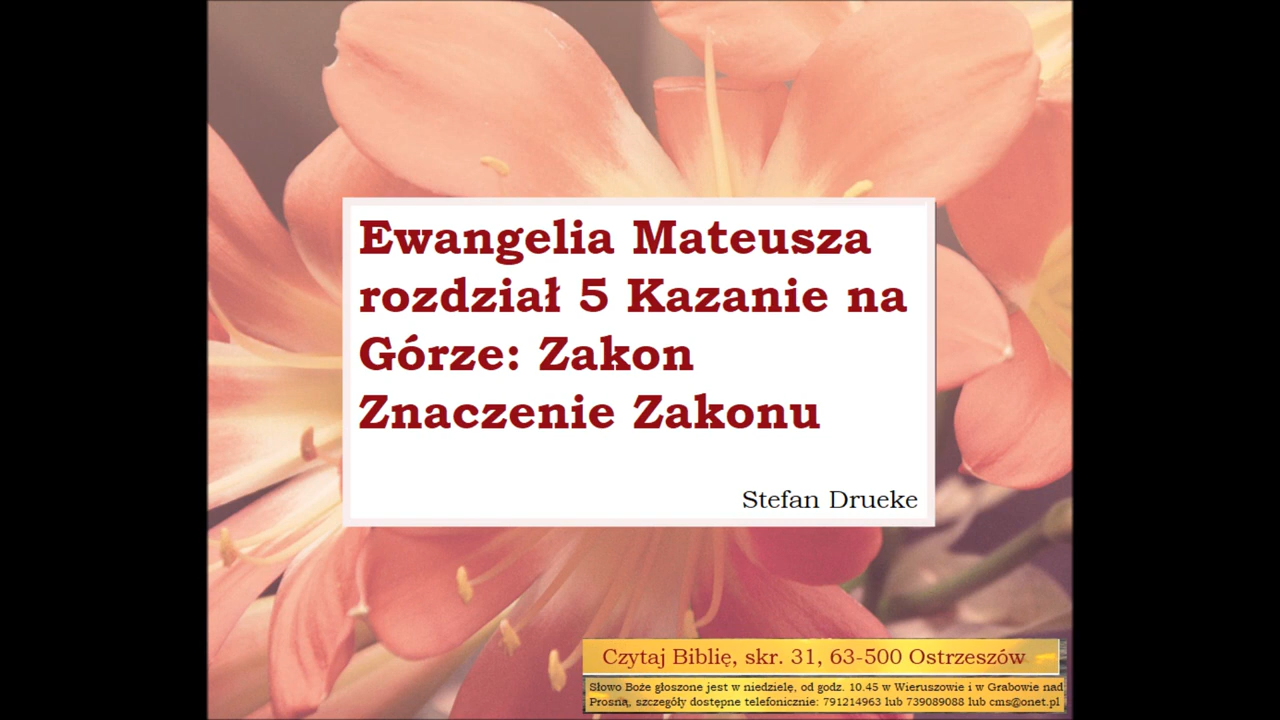 Ewangelia Mateusza
rozdział 5 Kazanie na
Górze: Zakon
Znaczenie Zakonu
Stefan Drueke
Czytaj Biblię, skr. 31, 63-500 Ostrzeszów
Słowo Boże głoszone jest w niedzielę, od godz. 10.45 w Wieruszowie i w Grabowie nad
Prosną, szczegóły dostępne telefonicznie: 791214963 lub 739089088 lub cms@onet.pl